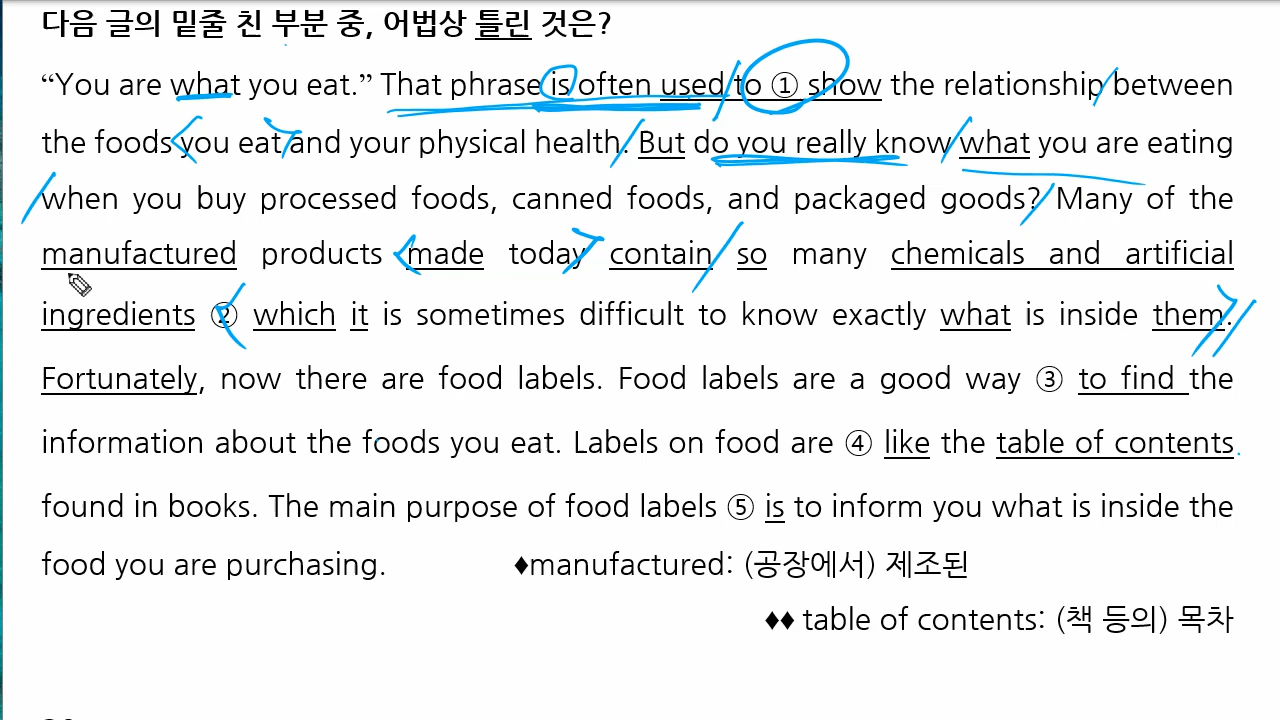 다음 글의 밑줄 친 부분 중, 어법상 틀린 것은?
“You are what you eat.” That phrase is often used to ① show the relationship between
the foods you eat and your physical health. But do you really know what you are eating
when you buy processed foods, canned foods, and packaged goods? Many of the
manufactured products made today contain so many chemicals and artificial
ingredients ② which it is sometimes difficult to know exactly what is inside them.
Fortunately, now there are food labels. Food labels are a good way ③ to find the
information about the foods you eat. Labels on food are ④ like the table of contents
found in books. The main purpose of food labels ⑤ is to inform you what is inside the
food you are purchasing. ♦manufactured: (공장에서) 제조된
♦♦ table of contents: (책 등의) 목차